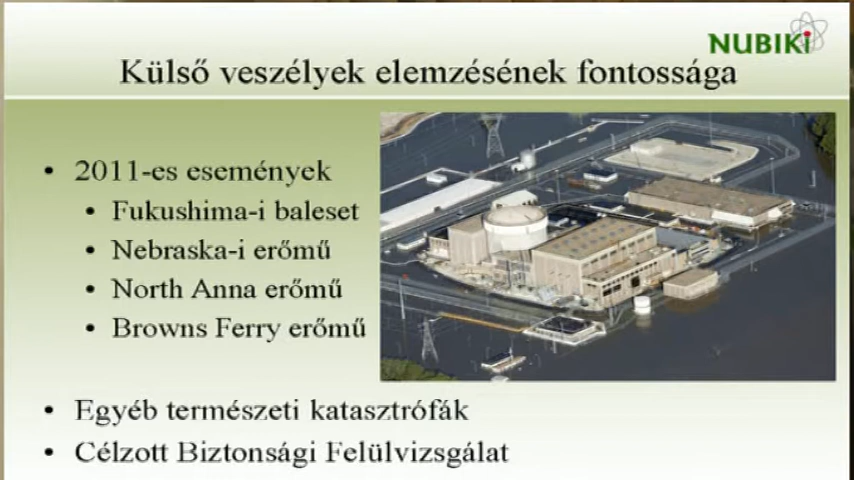 NUBIKi
Külső veszélyek elemzésének fontossága
• 2011-es események
• Fukushima-i baleset
• Nebraska-i erőmű
• North Anna erőmű
• Browns Ferry erőmű
• Egyéb természeti katasztrófák
• Célzott Biztonsági Felülvizsgálat